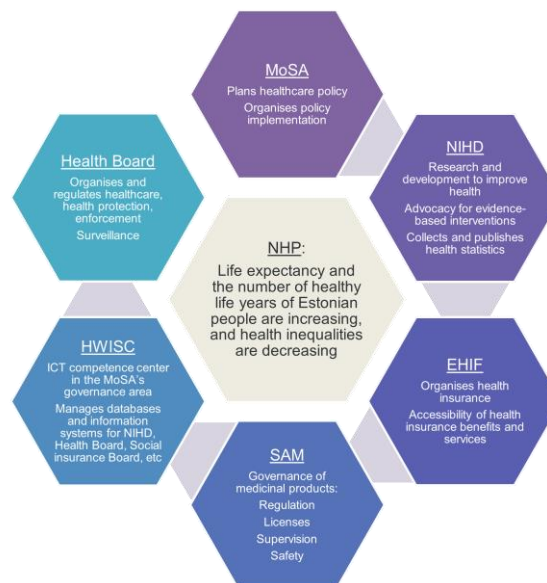 MoSA
Plans healthcare policy
Organises policy
implementation
NIHD
Research and
development to improve
health
Advocacy for evidence-
based interventions
Collects and publishes
health statistics
EHIF
Organises health
insurance
Accessibility of health
insurance benefits and
services
SAM
Governance of
medicinal products:
Regulation
Licenses
Supervision
Safety
HWISC
ICT competence center
in the MoSA's
governance area
Manages databases
and information
systems for NIHD,
Health Board, Social
insurance Board, etc
Health Board
Organises and
regulates healthcare,
health protection,
enforcement
Surveillance
NHP:
Life expectancy and
the number of healthy
life years of Estonian
people are increasing,
and health inequalities
are decreasing